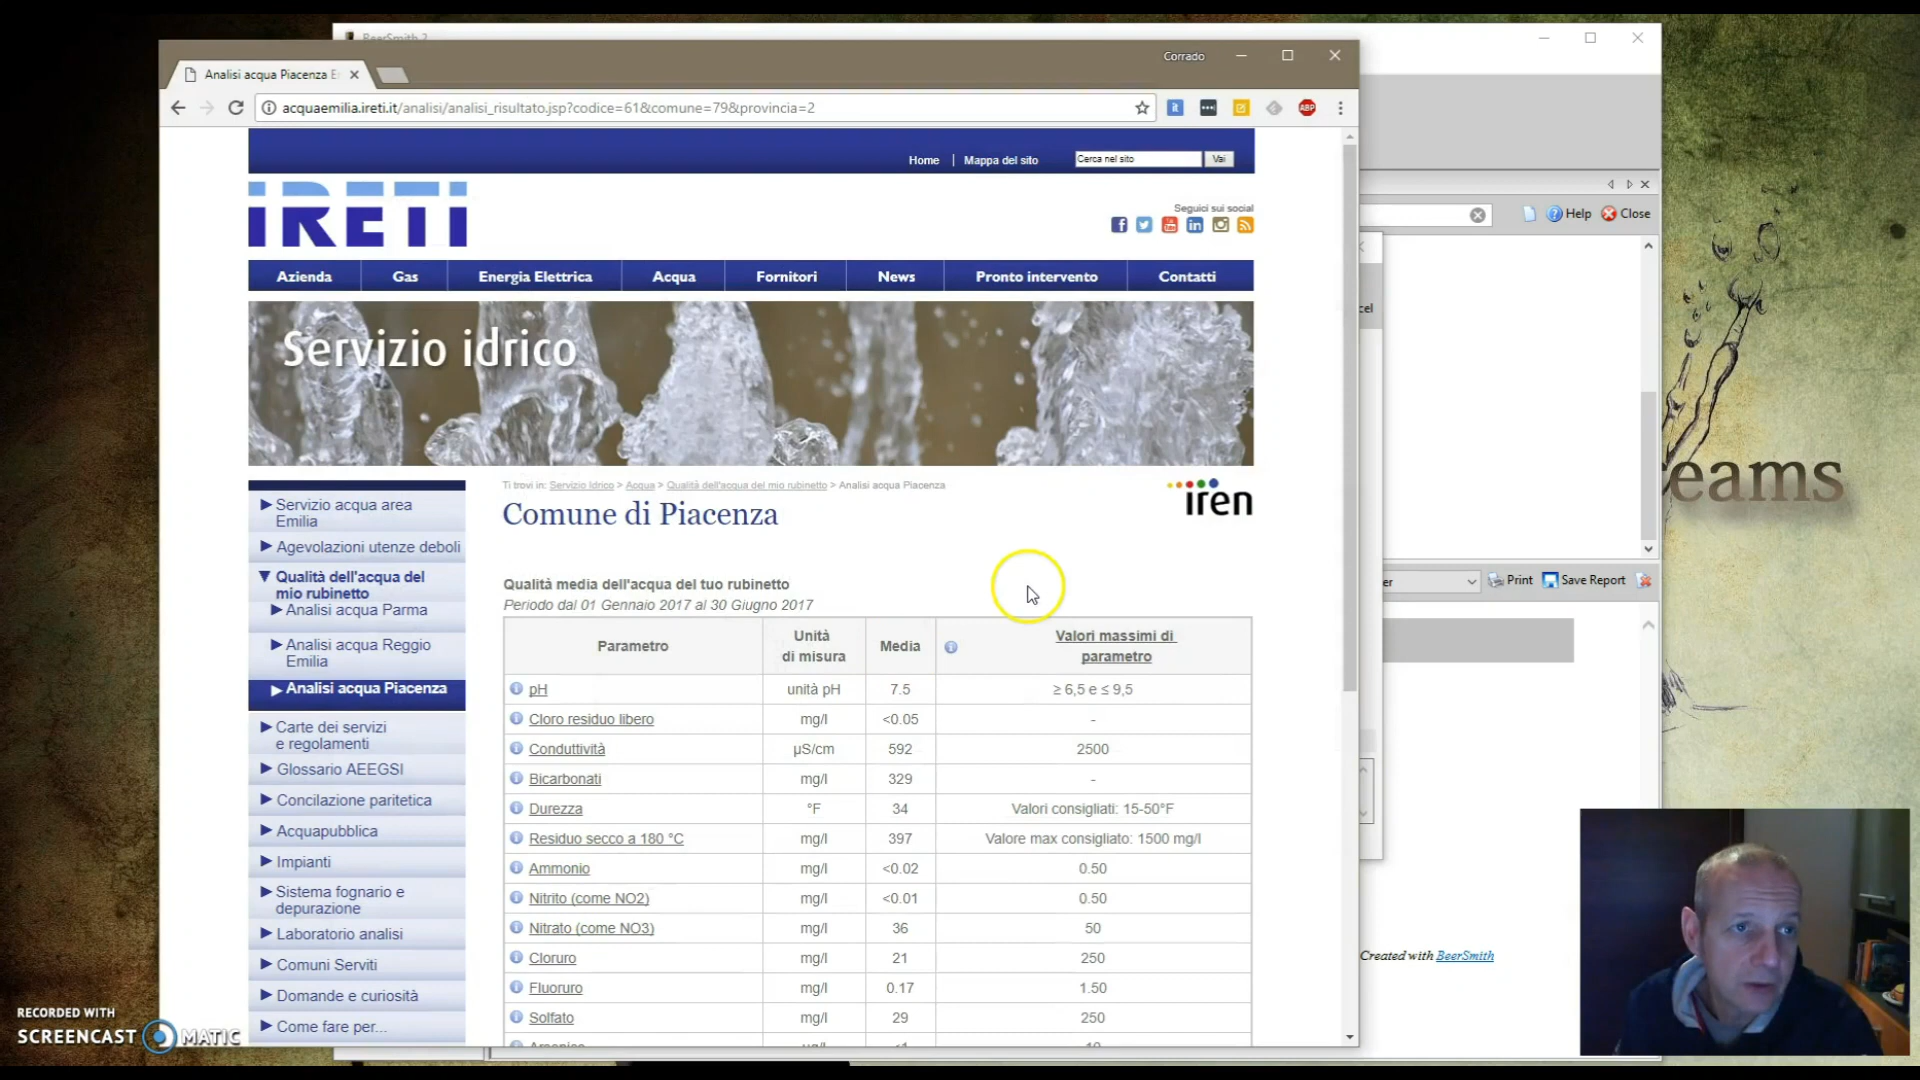 BeerSmith 2
Corrado
Analisi acqua Piacenza E
acquaemilia.ireti.it/analisi/analisi_risultato.jsp?codice=61&comune=79&provincia=2
ABP
Home | Mappa del sito
Cerca nel sito
Vai
iRETi
Seguici sui social
Azienda
Gas
Energia Elettrica
Acqua
Fornitori
News
Pronto intervento
Contatti
Servizio idrico
Help
Close
cel
Ti trovi in: Servizio Idrico > Acqua > Qualità dell'acqua del mio rubinetto > Analisi acqua Piacenza
iren
Comune di Piacenza
Servizio acqua area
Emilia
Agevolazioni utenze deboli
Qualità dell'acqua del
mio rubinetto
Analisi acqua Parma
Analisi acqua Reggio
Emilia
Analisi acqua Piacenza
Carte dei servizi
e regolamenti
Glossario AEEGSI
Concilazione paritetica
Acquapubblica
Impianti
Sistema fognario e
depurazione
Laboratorio analisi
Comuni Serviti
Domande e curiosità
Come fare per...
Qualità media dell'acqua del tuo rubinetto
Periodo dal 01 Gennaio 2017 al 30 Giugno 2017
Parametro
Unità
di misura
Media
Valori massimi di
parametro
pH unità pH 7.5 ≥ 6,5 e ≤ 9,5
Cloro residuo libero mg/l <0.05 -
Conduttività µS/cm 592 2500
Bicarbonati mg/l 329 -
Durezza °F 34 Valori consigliati: 15-50°F
Residuo secco a 180 °C mg/l 397 Valore max consigliato: 1500 mg/l
Ammonio mg/l <0.02 0.50
Nitrito (come NO2) mg/l <0.01 0.50
Nitrato (come NO3) mg/l 36 50
Cloruro mg/l 21 250
Fluoruro mg/l 0.17 1.50
Solfato mg/l 29 250
eams
er
Print
Save Report
Created with BeerSmith
RECORDED WITH
SCREENCAST MATIC